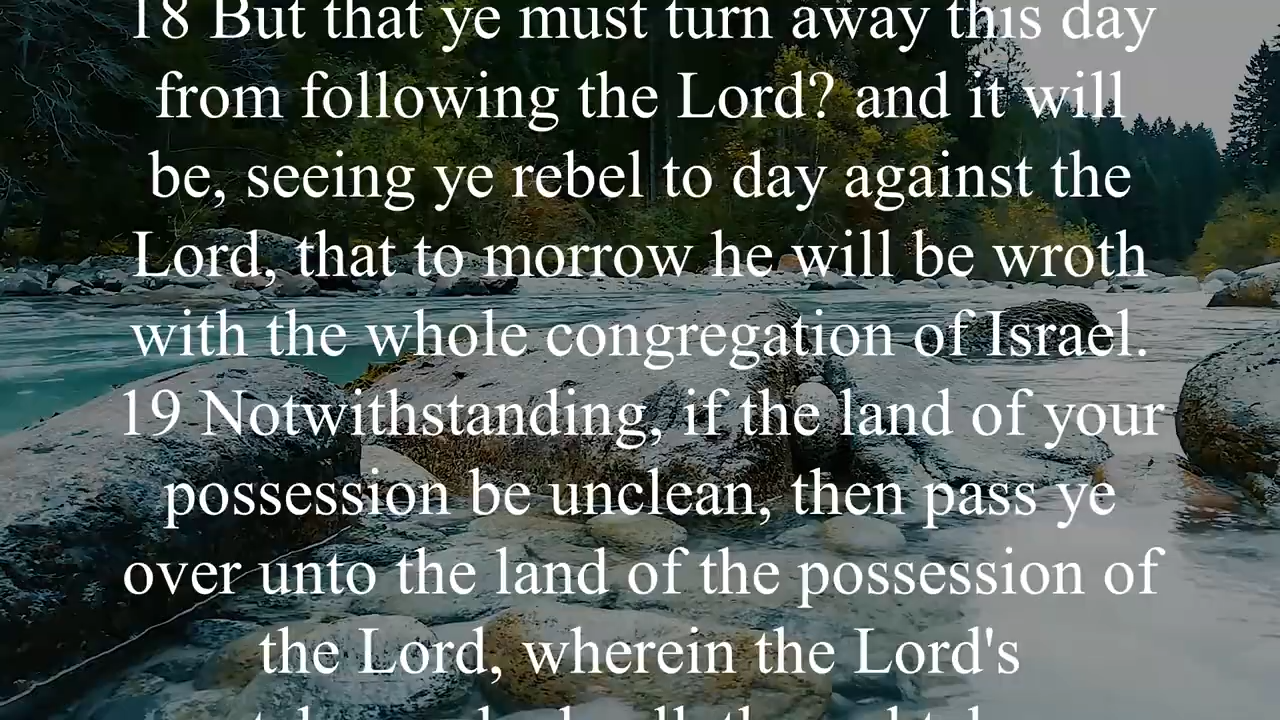 18 But that ye must turn away this day
from following the Lord? and it will
be, seeing ye rebel to day against the
Lord, that to morrow he will be wroth
with the whole congregation of Israel.
19 Notwithstanding, if the land of your
possession be unclean, then pass ye
over unto the land of the possession of
the Lord, wherein the Lord's